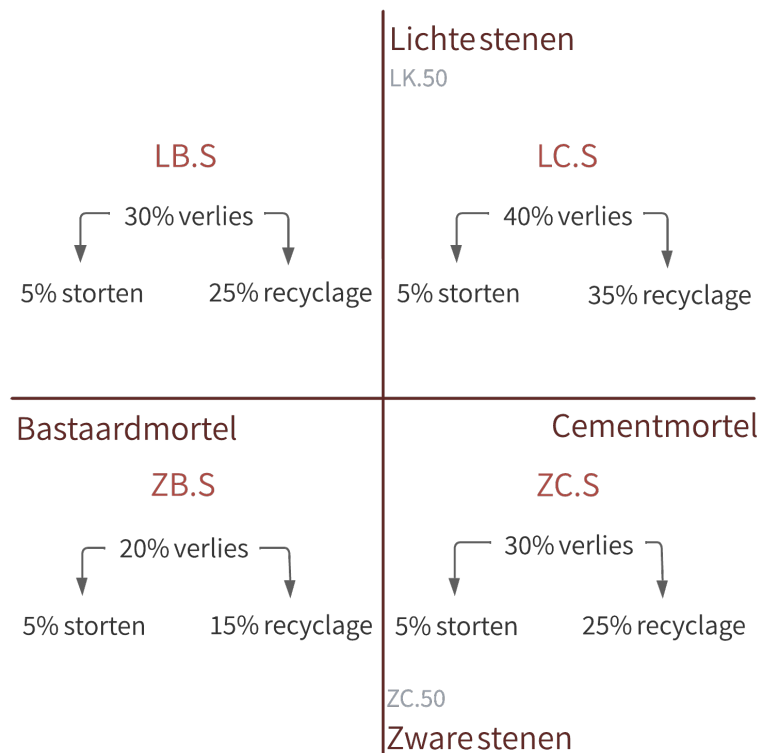 Lichte stenen
LK.50
LB.S
30% verlies
5% storten
25% recyclage
LC.S
40% verlies
5% storten
35% recyclage
Bastaardmortel
Cementmortel
ZB.S
20% verlies
5% storten
15% recyclage
ZC.S
30% verlies
5% storten
25% recyclage
ZC.50
Zware stenen